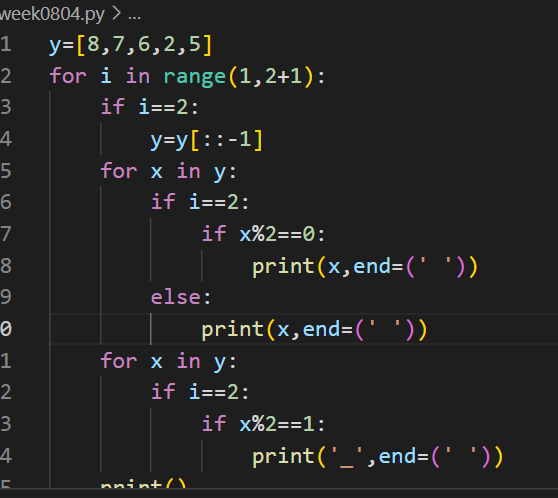 week0804.py > ...
1 y=[8,7,6,2,5]
2 for i in range(1,2+1):
3     if i==2:
4         y=y[::-1]
5     for x in y:
6         if i==2:
7             if x%2==0:
8                 print(x,end=(' '))
9         else:
0             print(x,end=(' '))
1     for x in y:
2         if i==2:
3             if x%2==1:
4                 print('_',end=(' '))
5     print()